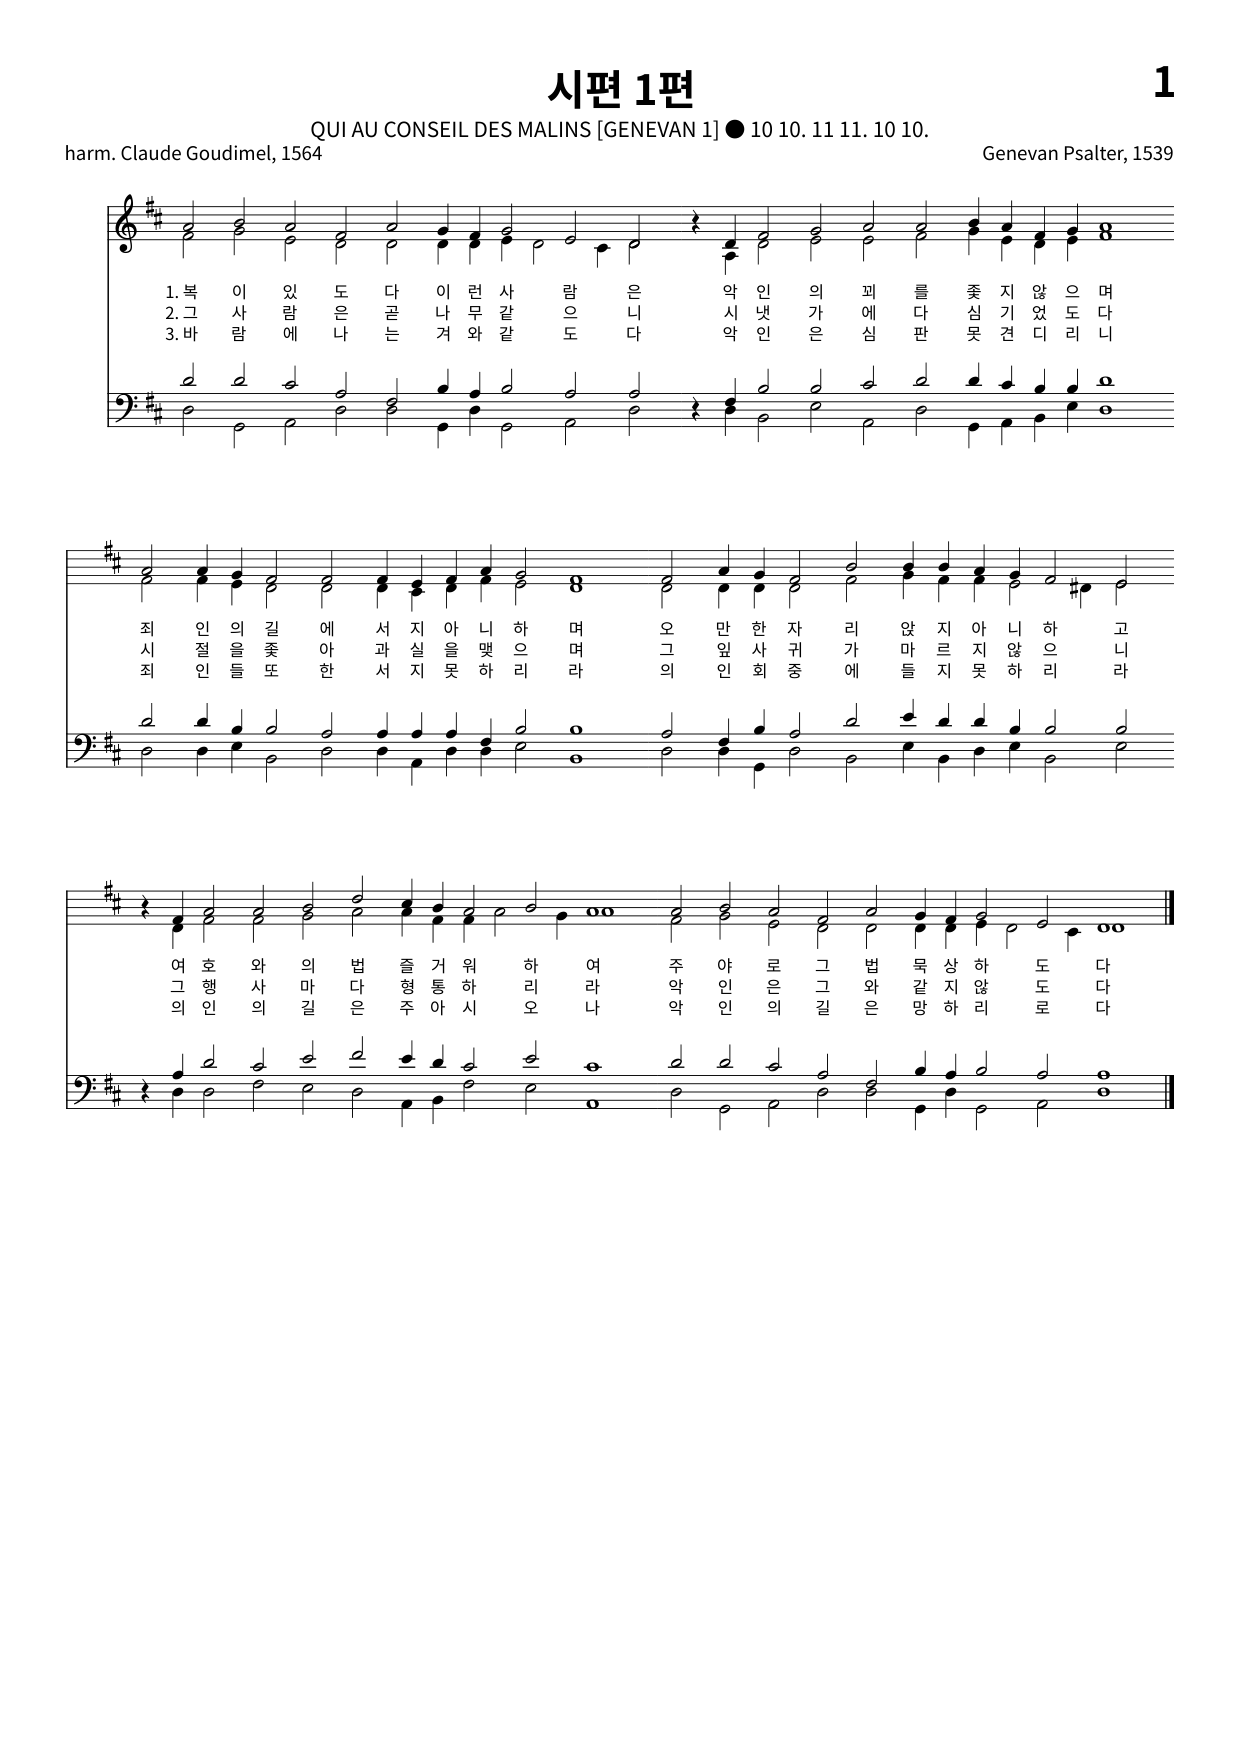 시편 1편
1
QUI AU CONSEIL DES MALINS [GENEVAN 1] ● 10 10. 11 11. 10 10.
harm. Claude Goudimel, 1564
Genevan Psalter, 1539
1. 복 이 있 도 다 이 런 사 람 은 악 인 의 꾀 를 좇 지 않 으 며
2. 그 사 람 은 곧 나 무 같 으 니 시 냇 가 에 다 심 기 었 도 다
3. 바 람 에 나 는 겨 와 같 도 다 악 인 은 심 판 못 견 디 리 니
죄 인 의 길 에 서 지 아 니 하 며 오 만 한 자 리 앉 지 아 니 하 고
시 절 을 좇 아 과 실 을 맺 으 며 그 잎 사 귀 가 마 르 지 않 으 니
죄 인 들 또 한 서 지 못 하 리 라 의 인 회 중 에 들 지 못 하 리 라
여 호 와 의 법 즐 거 워 하 여 주 야 로 그 법 묵 상 하 도 다
그 행 사 마 다 형 통 하 리 라 악 인 은 그 와 같 지 않 도 다
의 인 의 길 은 주 아 시 오 나 악 인 의 길 은 망 하 리 로 다